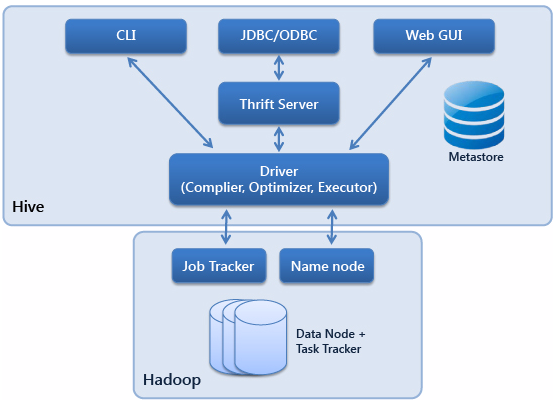 CLI
JDBC/ODBC
Web GUI
Thrift Server
Metastore
Driver
(Complier, Optimizer, Executor)
Hive
Job Tracker
Name node
Data Node +
Task Tracker
Hadoop